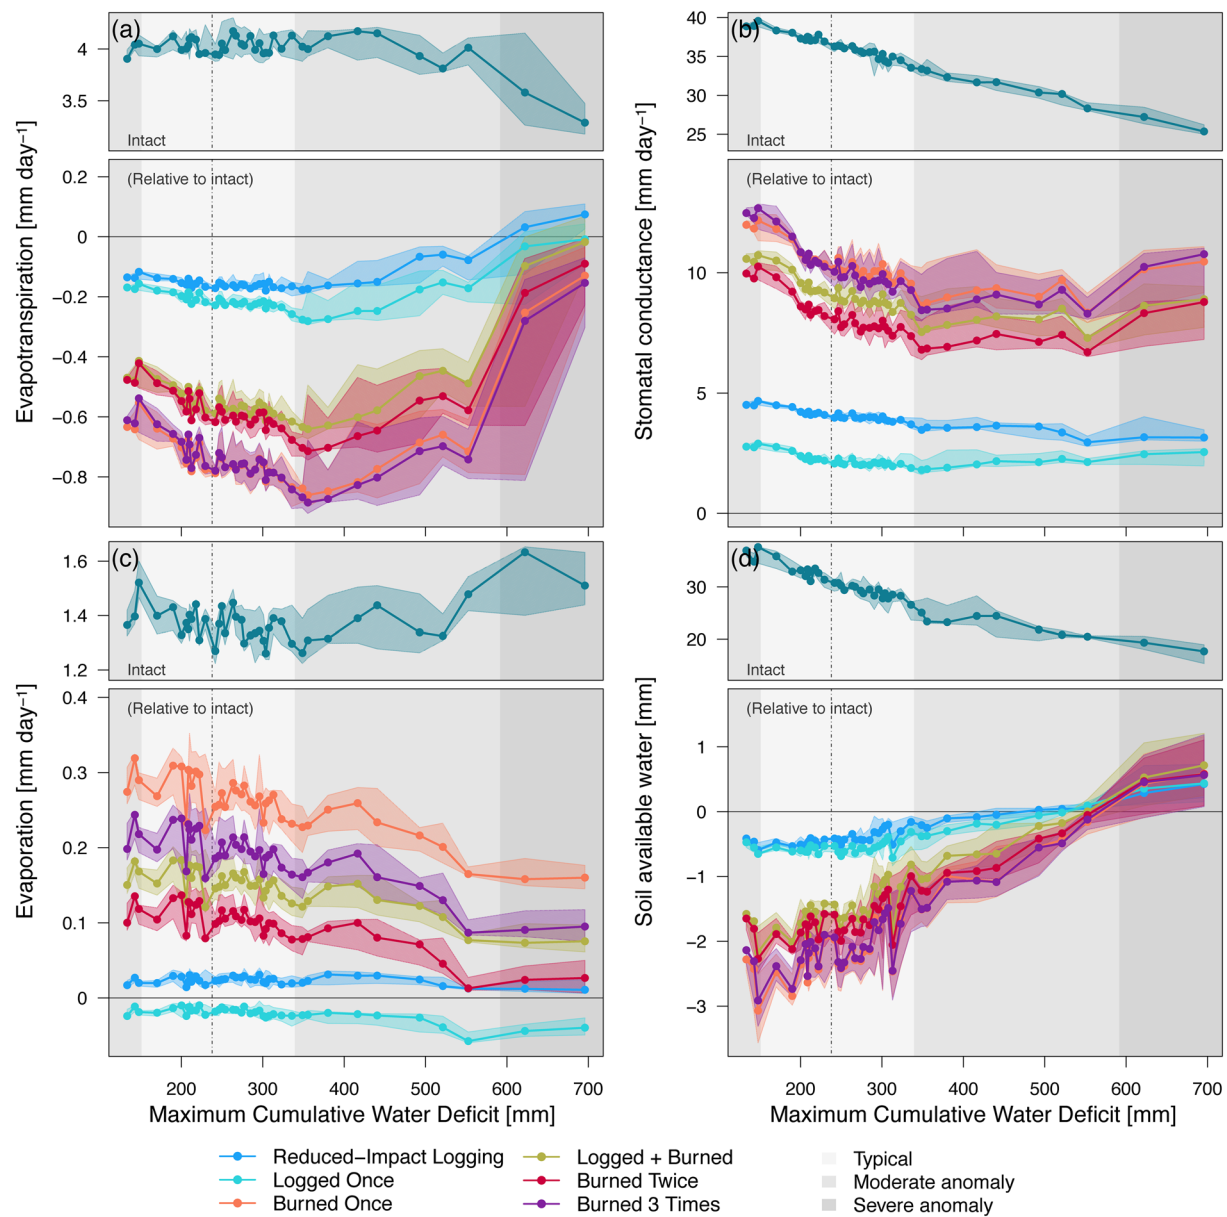 (a)
4
3.5
Intact
Evapotranspiration [mm day−1]
(Relative to intact)
0.2
0
−0.2
−0.4
−0.6
−0.8
(b)
40
35
30
25
Intact
Stomatal conductance [mm day−1]
(Relative to intact)
10
5
0
(c)
1.6
1.4
1.2
Intact
Evaporation [mm day−1]
(Relative to intact)
0.4
0.3
0.2
0.1
0
200 300 400 500 600 700
Maximum Cumulative Water Deficit [mm]
(d)
30
20
Intact
Soil available water [mm]
(Relative to intact)
1
0
−1
−2
−3
200 300 400 500 600 700
Maximum Cumulative Water Deficit [mm]
Reduced−Impact Logging
Logged Once
Burned Once
Logged + Burned
Burned Twice
Burned 3 Times
Typical
Moderate anomaly
Severe anomaly